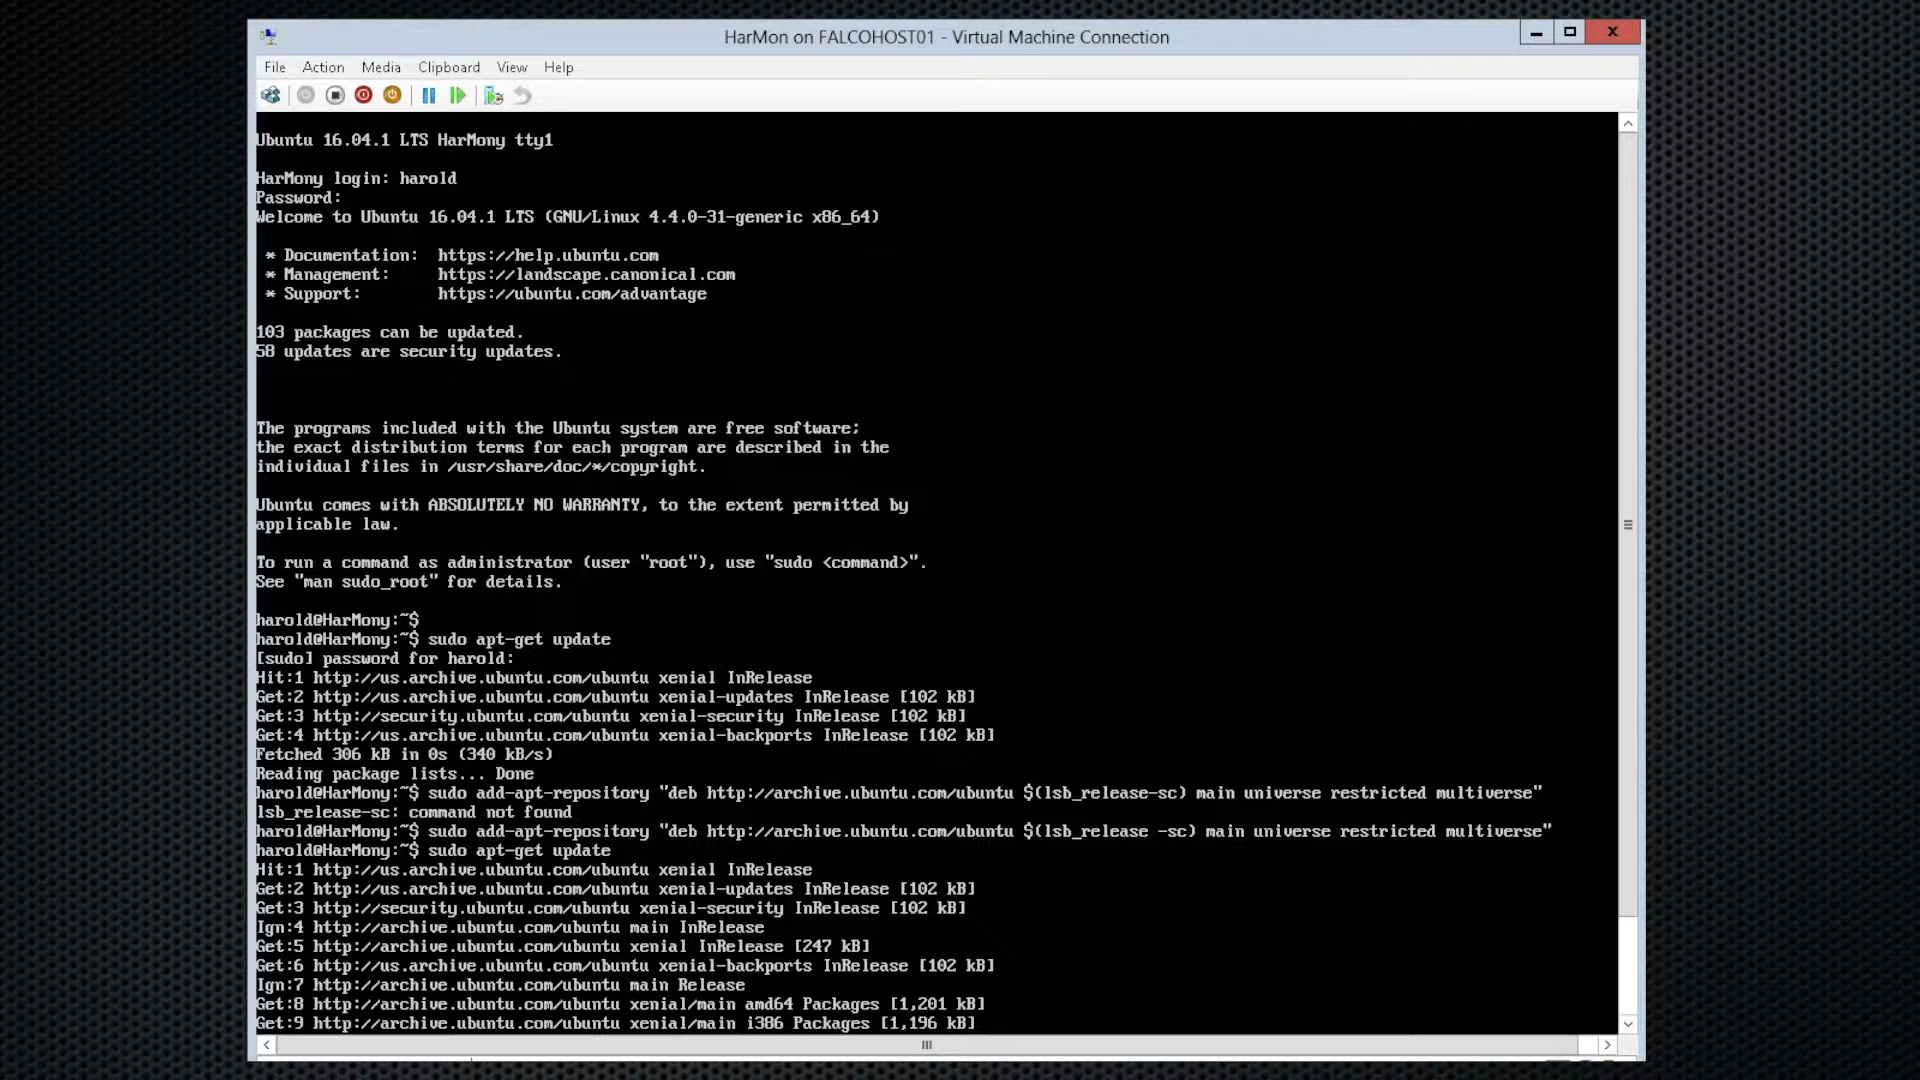 HarMon on FALCOHOST01 - Virtual Machine Connection
File Action Media Clipboard View Help
Ubuntu 16.04.1 LTS HarMony tty1
HarMony login: harold
Password:
Welcome to Ubuntu 16.04.1 LTS (GNU/Linux 4.4.0-31-generic x86_64)
* Documentation: https://help.ubuntu.com
* Management: https://landscape.canonical.com
* Support: https://ubuntu.com/advantage
103 packages can be updated.
58 updates are security updates.
The programs included with the Ubuntu system are free software;
the exact distribution terms for each program are described in the
individual files in /usr/share/doc/*/copyright.
Ubuntu comes with ABSOLUTELY NO WARRANTY, to the extent permitted by
applicable law.
To run a command as administrator (user "root"), use "sudo <command>".
See "man sudo_root" for details.
harold@HarMony:~$
harold@HarMony:~$ sudo apt-get update
[sudo] password for harold:
Hit:1 http://us.archive.ubuntu.com/ubuntu xenial InRelease
Get:2 http://us.archive.ubuntu.com/ubuntu xenial-updates InRelease [102 kB]
Get:3 http://security.ubuntu.com/ubuntu xenial-security InRelease [102 kB]
Get:4 http://us.archive.ubuntu.com/ubuntu xenial-backports InRelease [102 kB]
Fetched 306 kB in 0s (340 kB/s)
Reading package lists... Done
harold@HarMony:~$ sudo add-apt-repository "deb http://archive.ubuntu.com/ubuntu $(lsb_release-sc) main universe restricted multiverse"
lsb_release-sc: command not found
harold@HarMony:~$ sudo add-apt-repository "deb http://archive.ubuntu.com/ubuntu $(lsb_release -sc) main universe restricted multiverse"
harold@HarMony:~$ sudo apt-get update
Hit:1 http://us.archive.ubuntu.com/ubuntu xenial InRelease
Get:2 http://us.archive.ubuntu.com/ubuntu xenial-updates InRelease [102 kB]
Get:3 http://security.ubuntu.com/ubuntu xenial-security InRelease [102 kB]
Ign:4 http://archive.ubuntu.com/ubuntu main InRelease
Get:5 http://archive.ubuntu.com/ubuntu xenial InRelease [247 kB]
Get:6 http://us.archive.ubuntu.com/ubuntu xenial-backports InRelease [102 kB]
Ign:7 http://archive.ubuntu.com/ubuntu main Release
Get:8 http://archive.ubuntu.com/ubuntu xenial/main amd64 Packages [1,201 kB]
Get:9 http://archive.ubuntu.com/ubuntu xenial/main i386 Packages [1,196 kB]